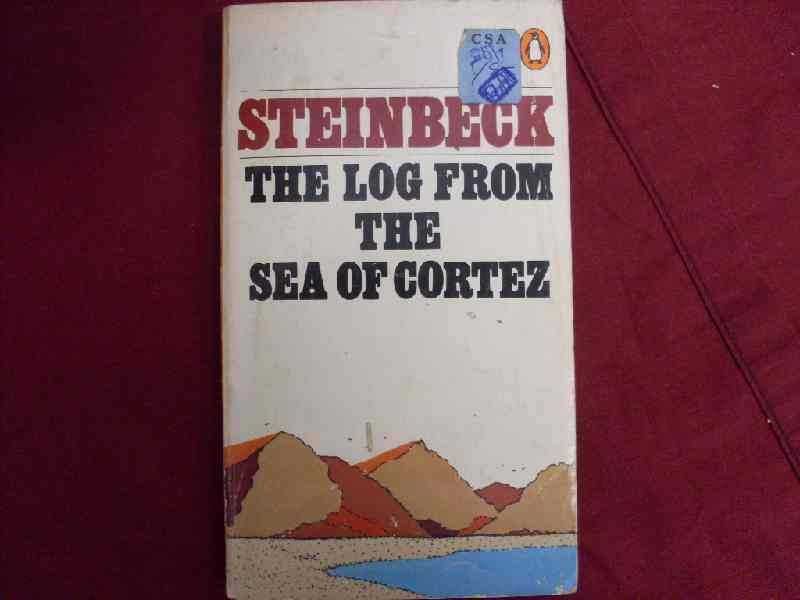 CSA
STEINBECK
THE LOG FROM
THE
SEA OF CORTEZ